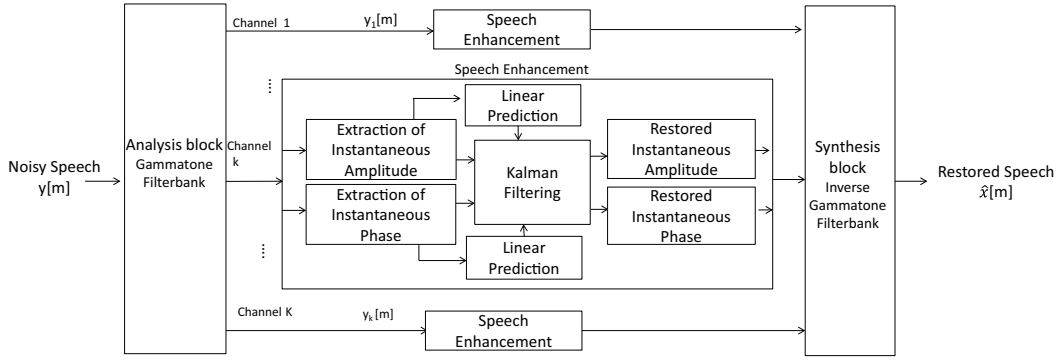 Channel 1
y1[m]
Speech
Enhancement
Speech Enhancement
Linear
Prediction
Extraction of
Instantaneous
Amplitude
Restored
Instantaneous
Amplitude
Analysis block
Gammatone
Filterbank
Channel
k
Noisy Speech
y[m]
Kalman
Filtering
Synthesis
block
Inverse
Gammatone
Filterbank
Restored Speech
x̂[m]
Extraction of
Instantaneous
Phase
Restored
Instantaneous
Phase
Linear
Prediction
Channel K
yk[m]
Speech
Enhancement